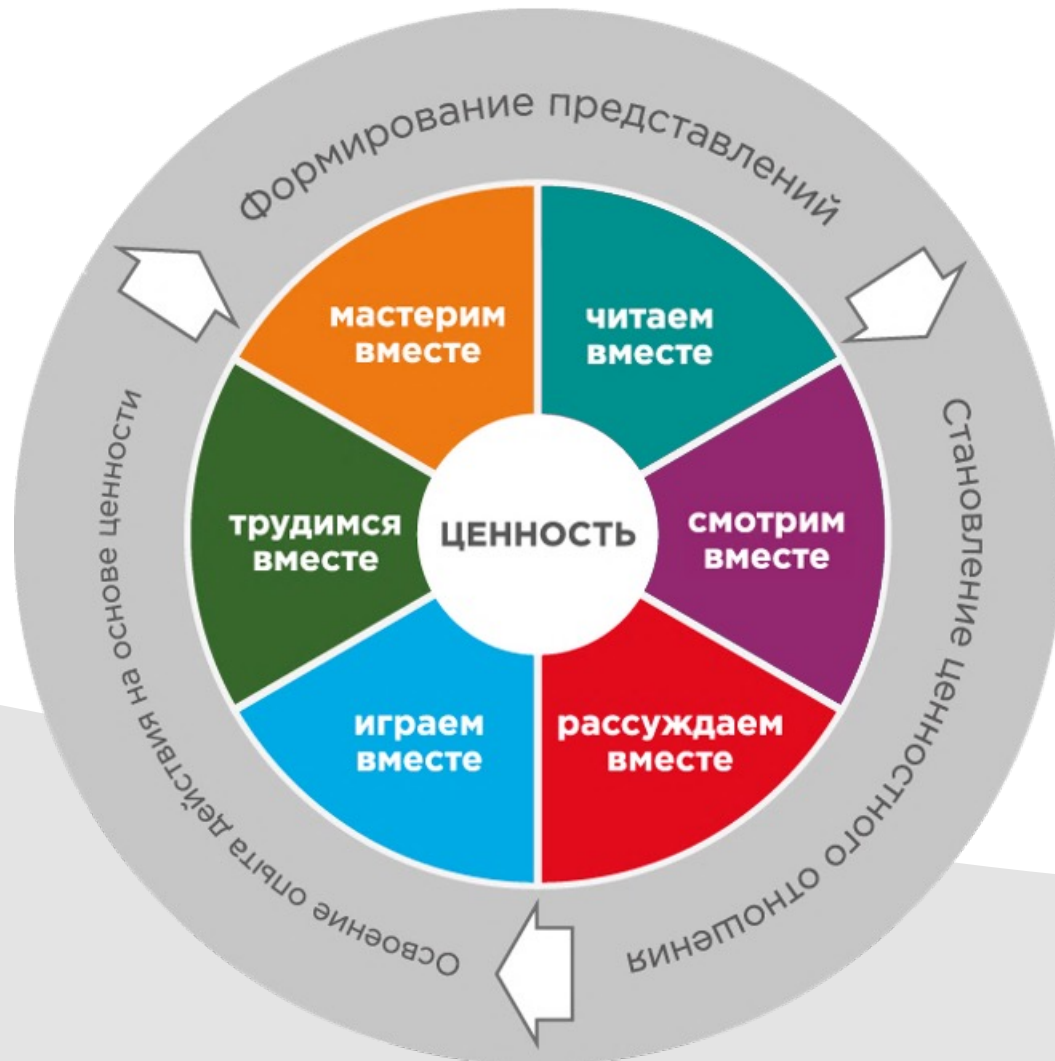 Формирование представлений
Становление ценностного отношения
Освоение опыта действия на основе ценности
мастерим
вместе
читаем
вместе
трудимся
вместе
ЦЕННОСТЬ
смотрим
вместе
играем
вместе
рассуждаем
вместе